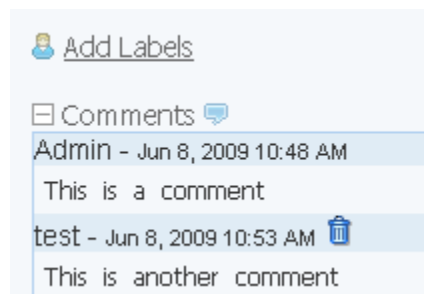 Add Labels
Comments
Admin - Jun 8, 2009 10:48 AM
This is a comment
test - Jun 8, 2009 10:53 AM
This is another comment